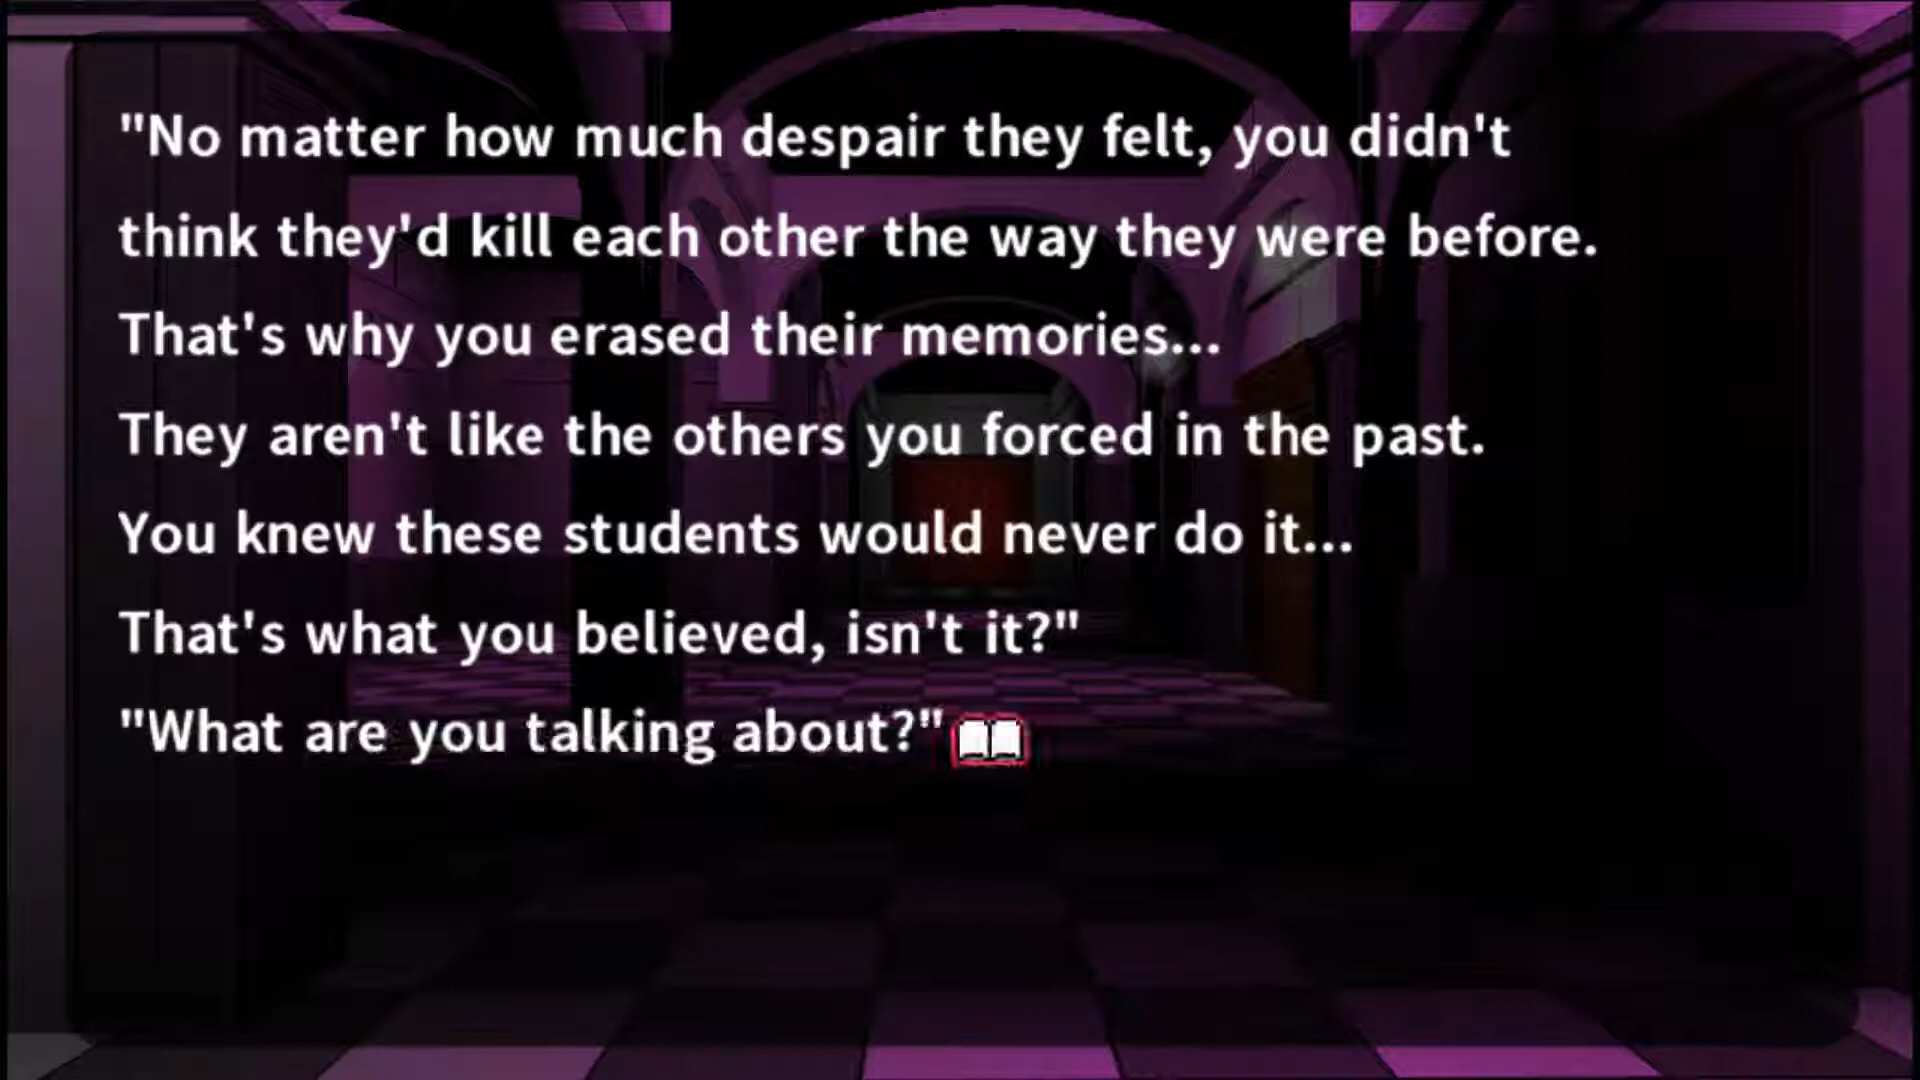 "No matter how much despair they felt, you didn't
think they'd kill each other the way they were before.
That's why you erased their memories...
They aren't like the others you forced in the past.
You knew these students would never do it...
That's what you believed, isn't it?"
"What are you talking about?"